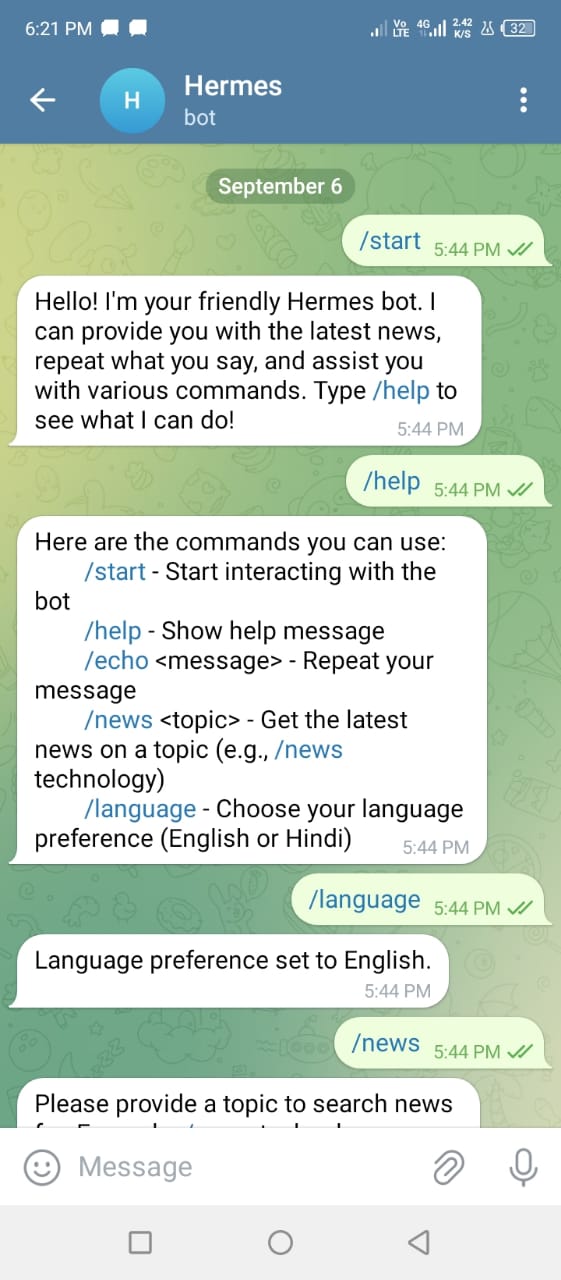 6:21 PM
Vo LTE 4G 2.42 K/S 32
H
Hermes
bot
September 6
/start 5:44 PM
Hello! I'm your friendly Hermes bot. I
can provide you with the latest news,
repeat what you say, and assist you
with various commands. Type /help to
see what I can do!
5:44 PM
/help 5:44 PM
Here are the commands you can use:
/start - Start interacting with the
bot
/help - Show help message
/echo <message> - Repeat your
message
/news <topic> - Get the latest
news on a topic (e.g., /news
technology)
/language - Choose your language
preference (English or Hindi)
5:44 PM
/language 5:44 PM
Language preference set to English.
5:44 PM
/news 5:44 PM
Please provide a topic to search news
Message